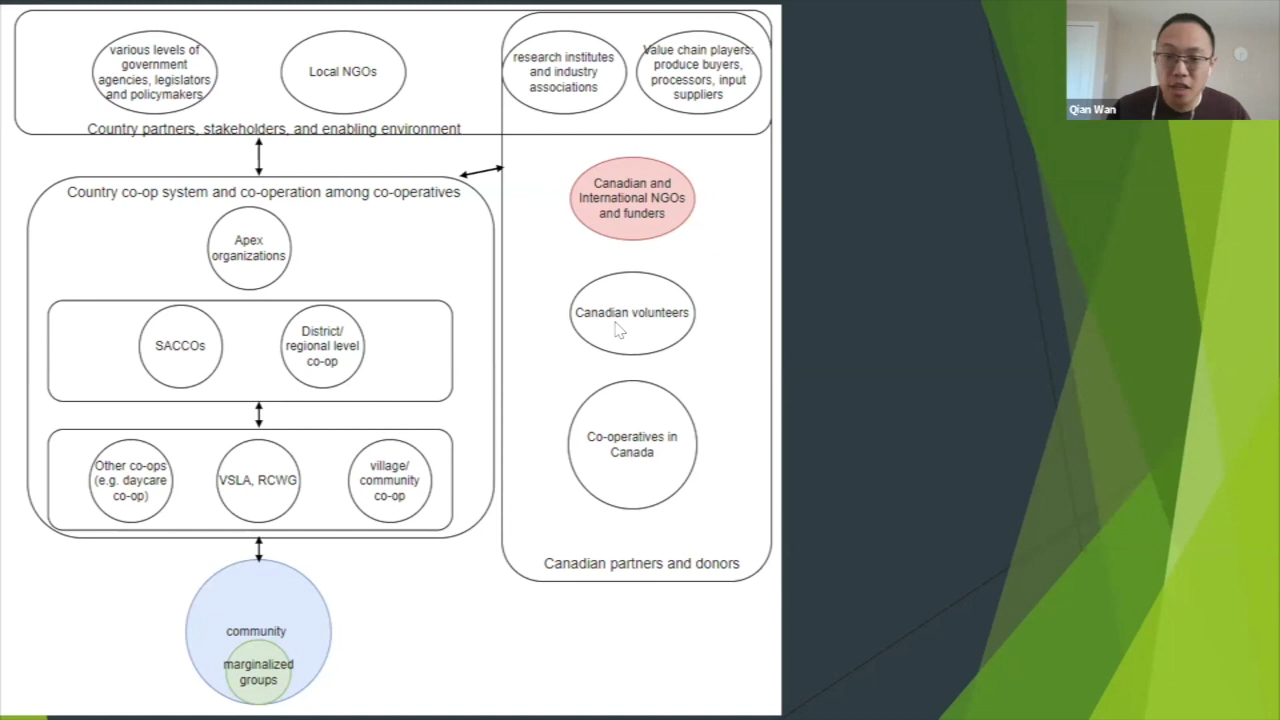 various levels of
government
agencies, legislators
and policymakers
Local NGOs
research institutes
and industry
associations
Value chain players:
produce buyers,
processors, input
suppliers
Country partners, stakeholders, and enabling environment
Qian Wan
Country co-op system and co-operation among co-operatives
Apex
organizations
SACCOs
District/
regional level
co-op
Other co-ops
(e.g. daycare
co-op)
VSLA, RCWG
village/
community
co-op
Canadian and
International NGOs
and funders
Canadian volunteers
Co-operatives in
Canada
Canadian partners and donors
community
marginalized
groups